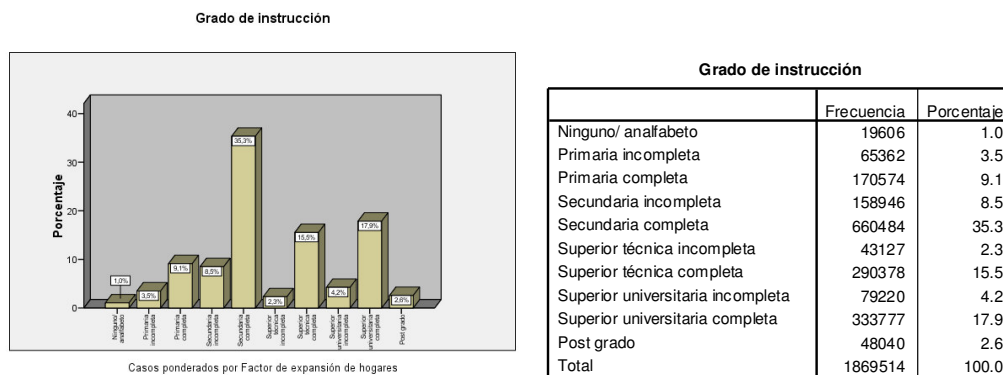 Grado de instrucción
Porcentaje
40
30
20
10
0
1,0%
3,5%
9,1%
8,5%
35,3%
2,3%
15,5%
4,2%
17,9%
2,6%
Ninguno/
analfabeto
Primaria
incompleta
Primaria
completa
Secundaria
incompleta
Secundaria
completa
Superior
técnica
incompleta
Superior
técnica
completa
Superior
universitaria
incompleta
Superior
universitaria
completa
Post grado
Casos ponderados por Factor de expansión de hogares
Grado de instrucción
Frecuencia Porcentaje
Ninguno/ analfabeto 19606 1.0
Primaria incompleta 65362 3.5
Primaria completa 170574 9.1
Secundaria incompleta 158946 8.5
Secundaria completa 660484 35.3
Superior técnica incompleta 43127 2.3
Superior técnica completa 290378 15.5
Superior universitaria incompleta 79220 4.2
Superior universitaria completa 333777 17.9
Post grado 48040 2.6
Total 1869514 100.0